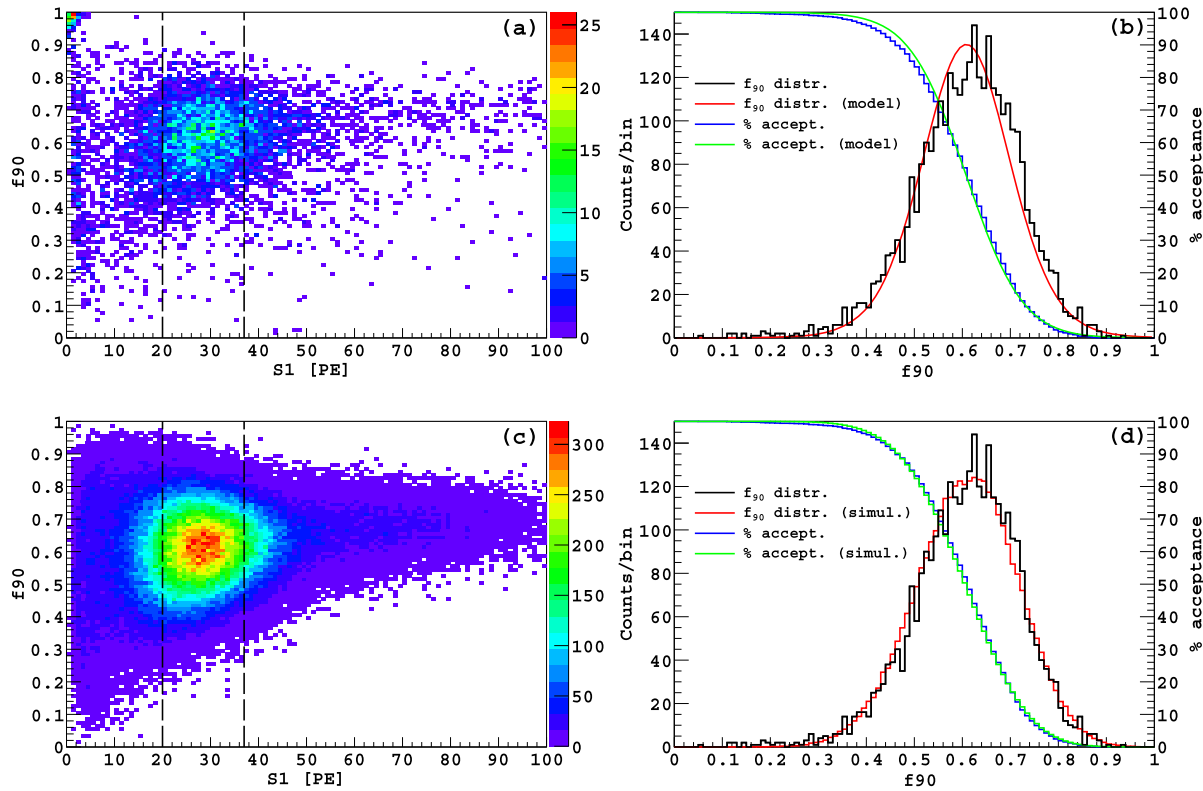 (a)
1
0.9
0.8
0.7
0.6
0.5
0.4
0.3
0.2
0.1
0
f90
0 10 20 30 40 50 60 70 80 90 100
S1 [PE]
25
20
15
10
5
0
(b)
140
120
100
80
60
40
20
0
Counts/bin
f90 distr.
f90 distr. (model)
% accept.
% accept. (model)
0 0.1 0.2 0.3 0.4 0.5 0.6 0.7 0.8 0.9 1
f90
100
90
80
70
60
50
40
30
20
10
0
% acceptance
(c)
1
0.9
0.8
0.7
0.6
0.5
0.4
0.3
0.2
0.1
0
f90
0 10 20 30 40 50 60 70 80 90 100
S1 [PE]
300
250
200
150
100
50
0
(d)
140
120
100
80
60
40
20
0
Counts/bin
f90 distr.
f90 distr. (simul.)
% accept.
% accept. (simul.)
0 0.1 0.2 0.3 0.4 0.5 0.6 0.7 0.8 0.9 1
f90
100
90
80
70
60
50
40
30
20
10
0
% acceptance